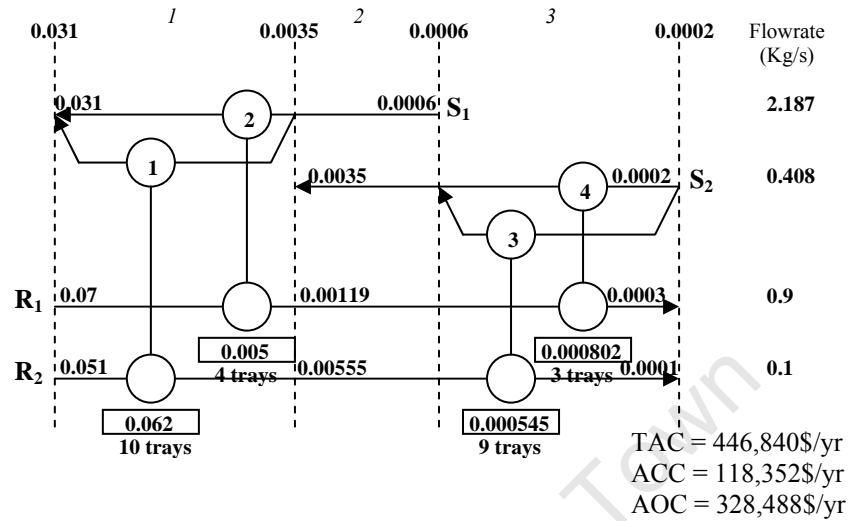 1 2 3
0.031 0.0035 0.0006 0.0002 Flowrate
(Kg/s)
0.031 2 0.0006 S1 2.187
1
0.0035 4 0.0002 S2 0.408
3
R1 0.07 0.00119 0.0003 0.9
0.005 0.000802
4 trays 3 trays
R2 0.051 0.00555 0.0001 0.1
0.062 0.000545
10 trays 9 trays
TAC = 446,840$/yr
ACC = 118,352$/yr
AOC = 328,488$/yr
Town